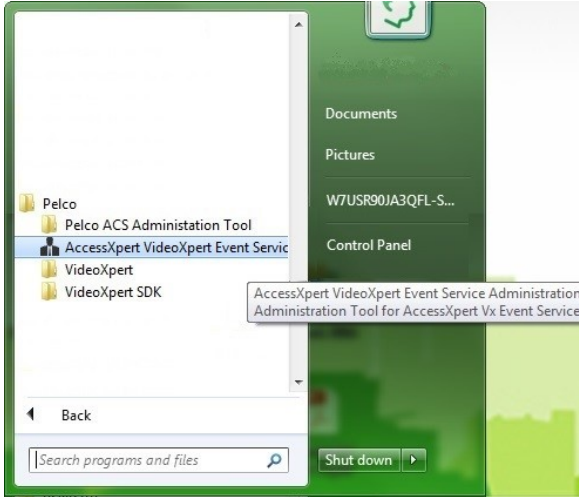 Documents
Pictures
Pelco
W7USR90JA3QFL-S...
Pelco ACS Administation Tool
AccessXpert VideoXpert Event Servic
Control Panel
VideoXpert
VideoXpert SDK
AccessXpert VideoXpert Event Service Administration
Administration Tool for AccessXpert Vx Event Service
Back
Search programs and files
Shut down